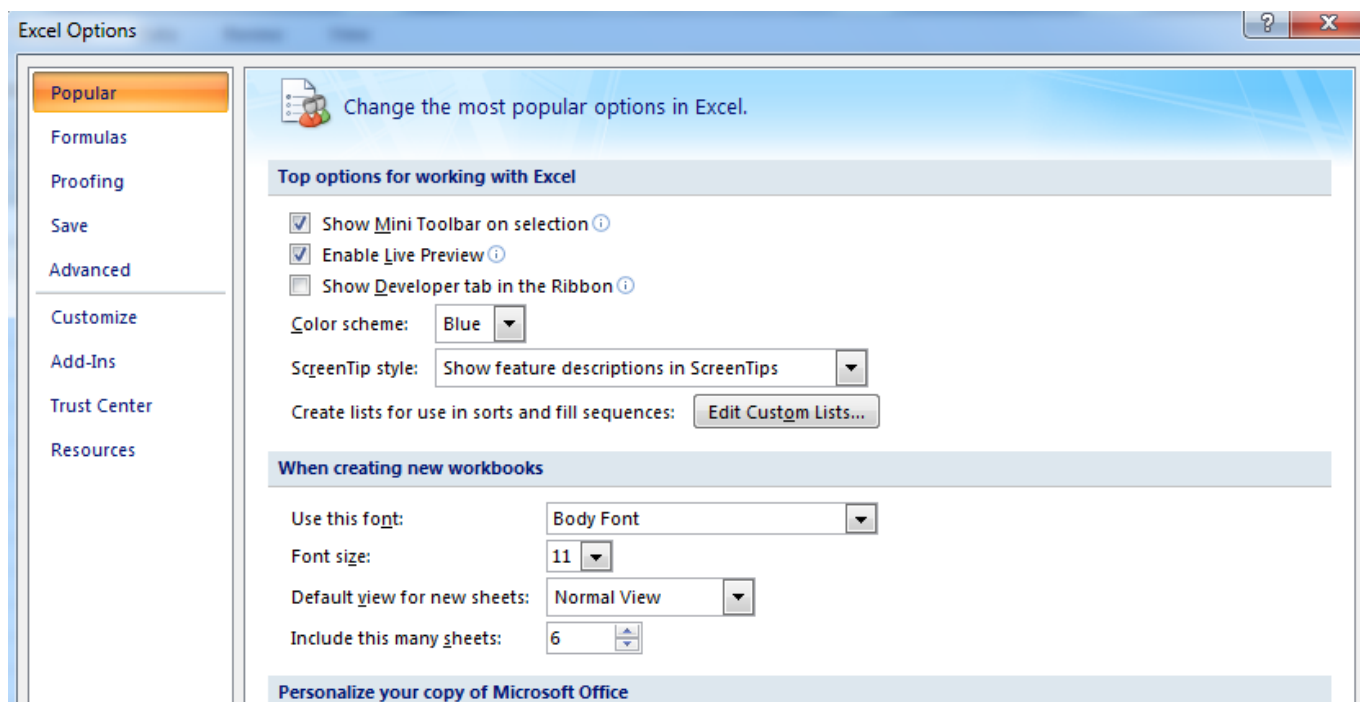 Excel Options
Popular
Formulas
Proofing
Save
Advanced
Customize
Add-Ins
Trust Center
Resources
Change the most popular options in Excel.
Top options for working with Excel
Show Mini Toolbar on selection
Enable Live Preview
Show Developer tab in the Ribbon
Color scheme: Blue
ScreenTip style: Show feature descriptions in ScreenTips
Create lists for use in sorts and fill sequences: Edit Custom Lists...
When creating new workbooks
Use this font: Body Font
Font size: 11
Default view for new sheets: Normal View
Include this many sheets: 6
Personalize your copy of Microsoft Office